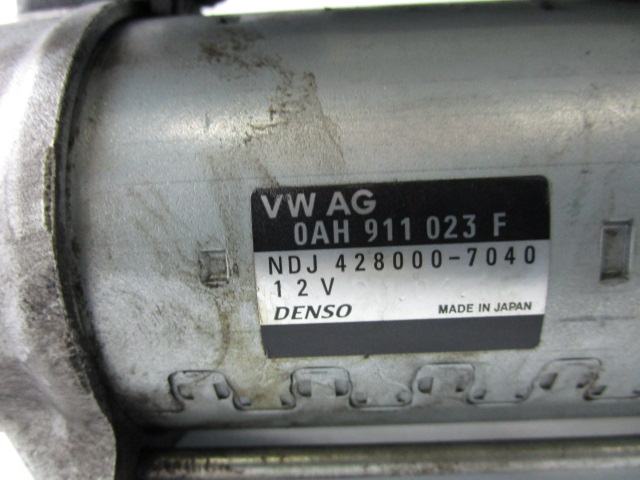 VW AG
0AH 911 023 F
NDJ 428000-7040
12V
DENSO MADE IN JAPAN